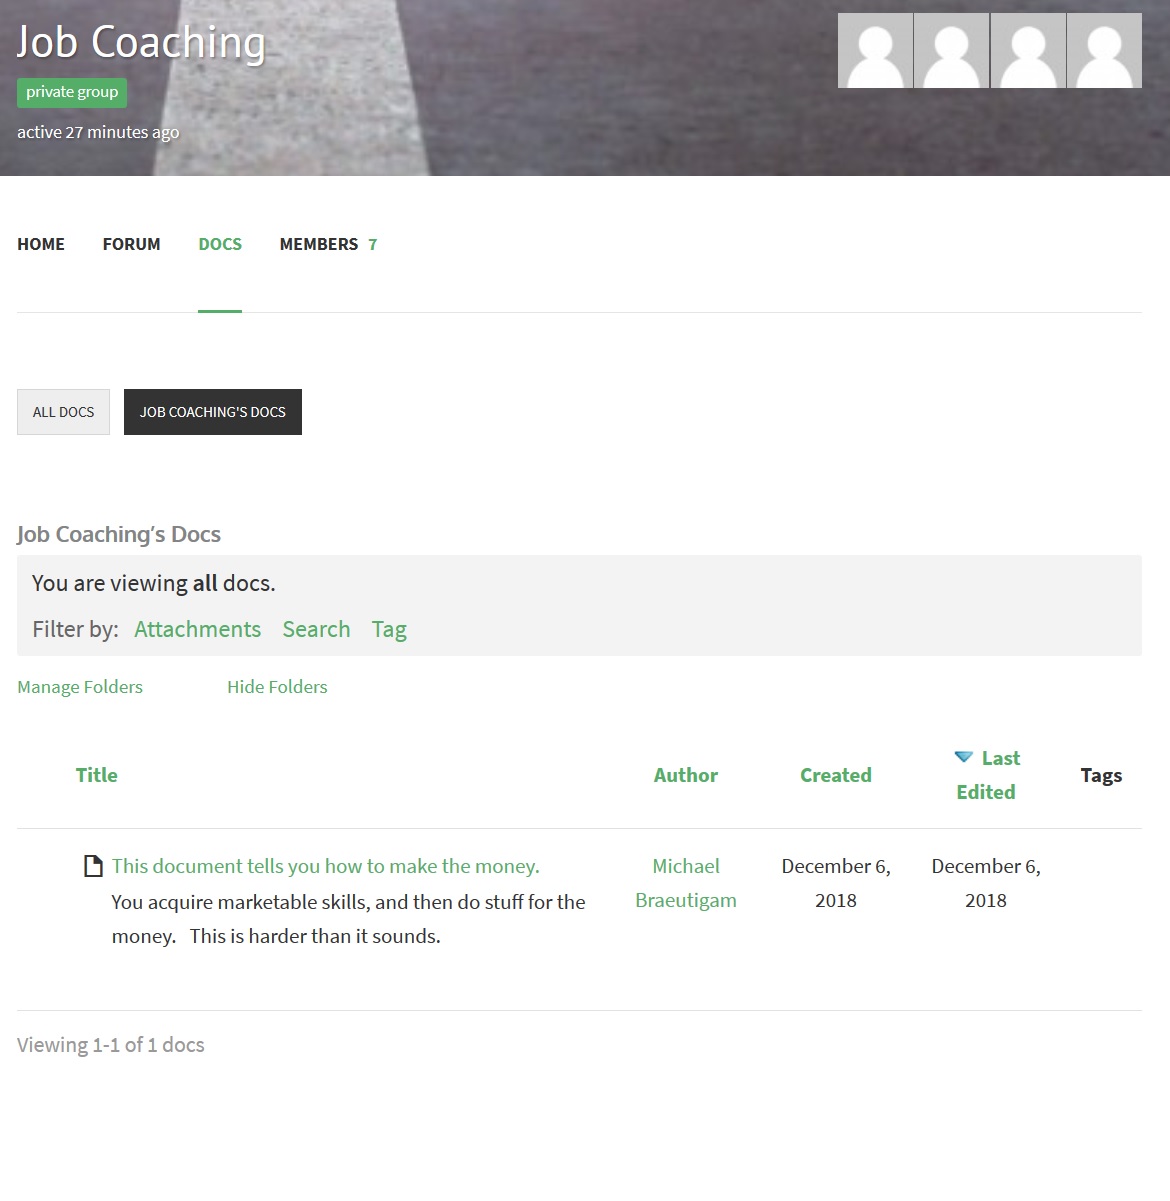 Job Coaching
private group
active 27 minutes ago
HOME FORUM DOCS MEMBERS 7
ALL DOCS JOB COACHING'S DOCS
Job Coaching’s Docs
You are viewing all docs.
Filter by: Attachments Search Tag
Manage Folders Hide Folders
Title Author Created Last Edited Tags
This document tells you how to make the money. Michael Braeutigam December 6, 2018 December 6, 2018
You acquire marketable skills, and then do stuff for the
money. This is harder than it sounds.
Viewing 1-1 of 1 docs